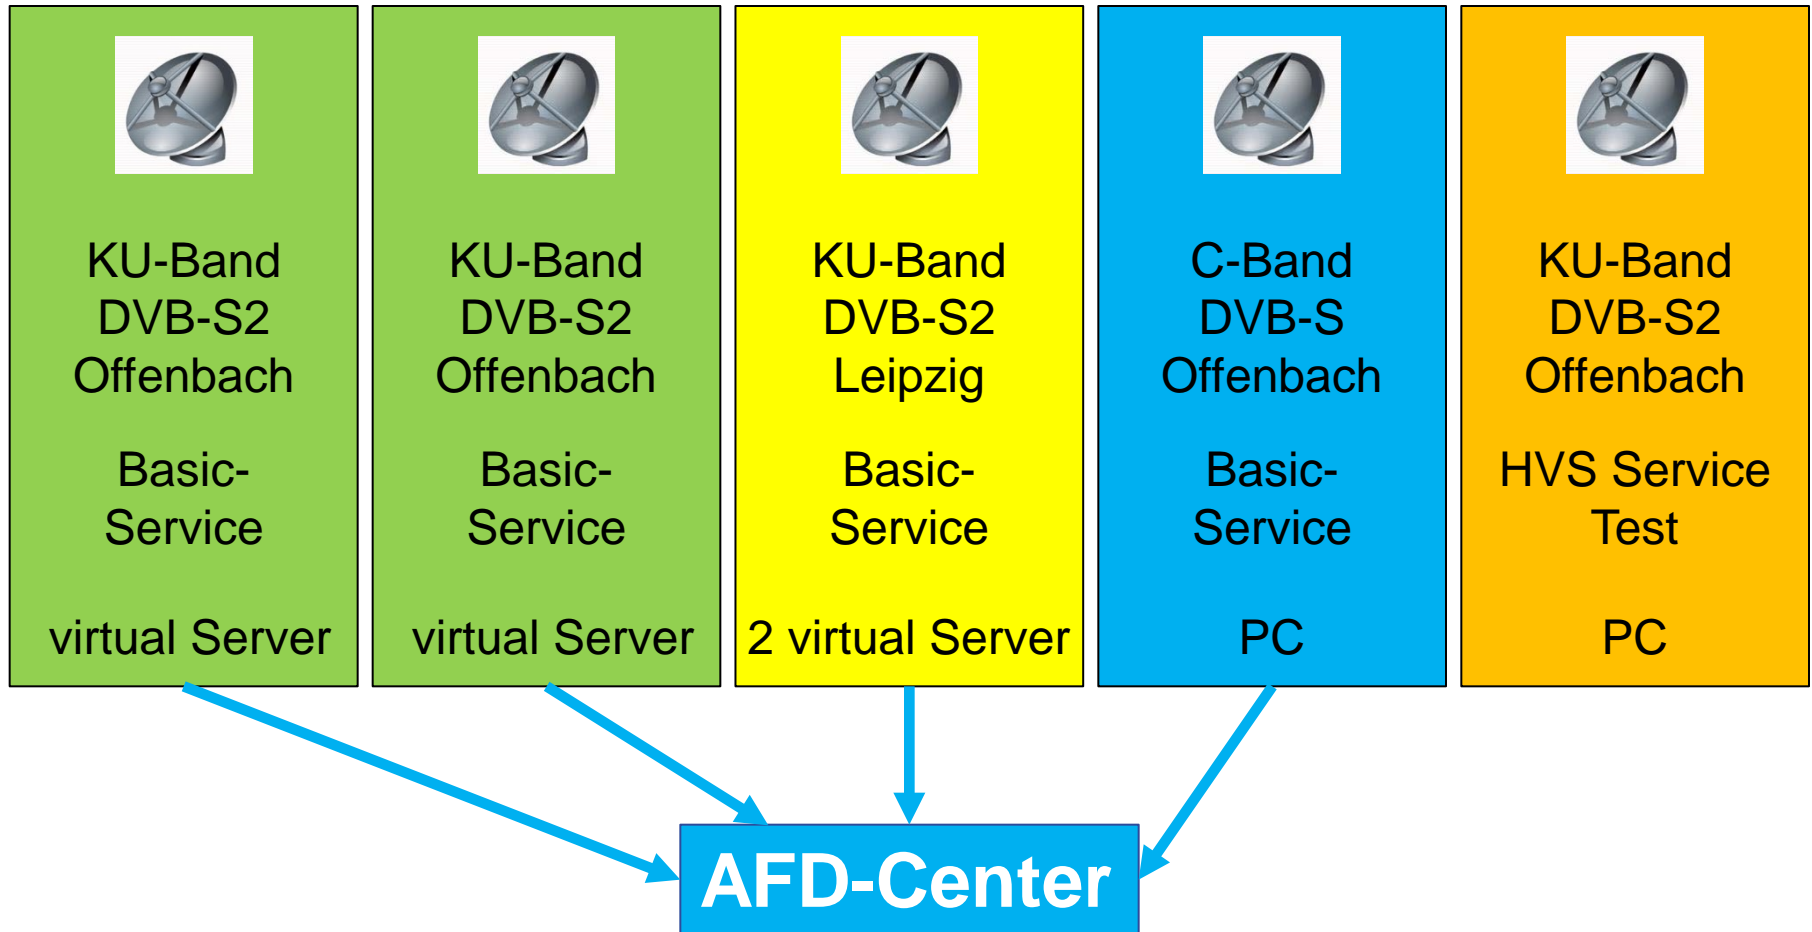 KU-Band
DVB-S2
Offenbach
Basic-
Service
virtual Server
KU-Band
DVB-S2
Offenbach
Basic-
Service
virtual Server
KU-Band
DVB-S2
Leipzig
Basic-
Service
2 virtual Server
C-Band
DVB-S
Offenbach
Basic-
Service
PC
KU-Band
DVB-S2
Offenbach
HVS Service
Test
PC
AFD-Center